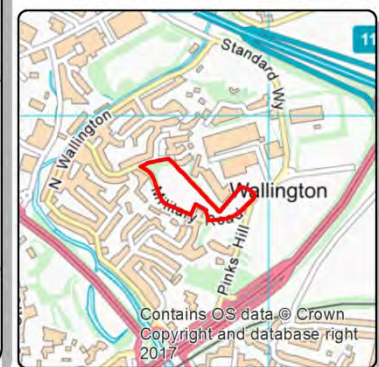 11
Standard Wy
N Wallington
Wallington
Military Road
Pinks Hill
Contains OS data © Crown
Copyright and database right
2017